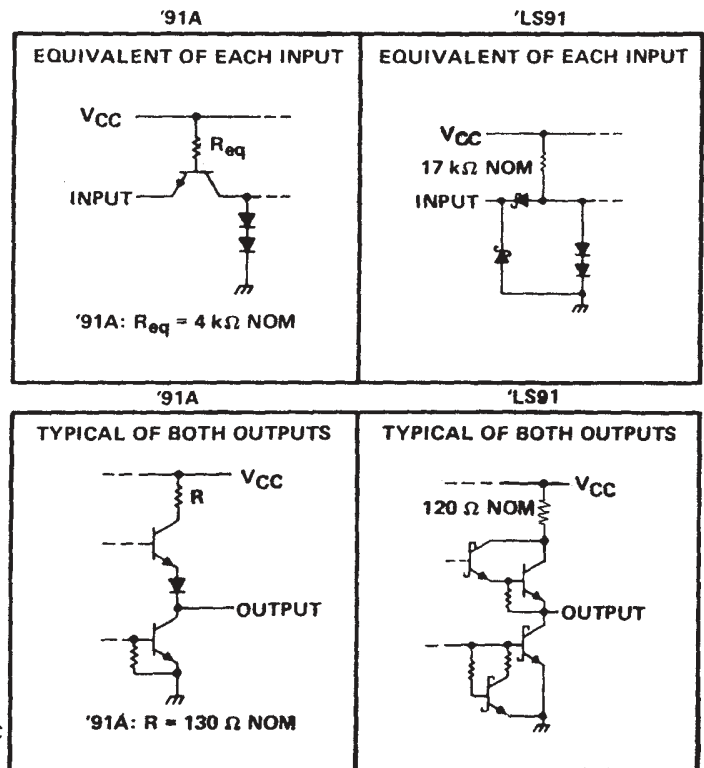 '91A
'LS91
EQUIVALENT OF EACH INPUT
EQUIVALENT OF EACH INPUT
VCC
Req
INPUT
'91A: Req = 4 kΩ NOM
VCC
17 kΩ NOM
INPUT
'91A
'LS91
TYPICAL OF BOTH OUTPUTS
TYPICAL OF BOTH OUTPUTS
VCC
R
OUTPUT
'91A: R = 130 Ω NOM
VCC
120 Ω NOM
OUTPUT